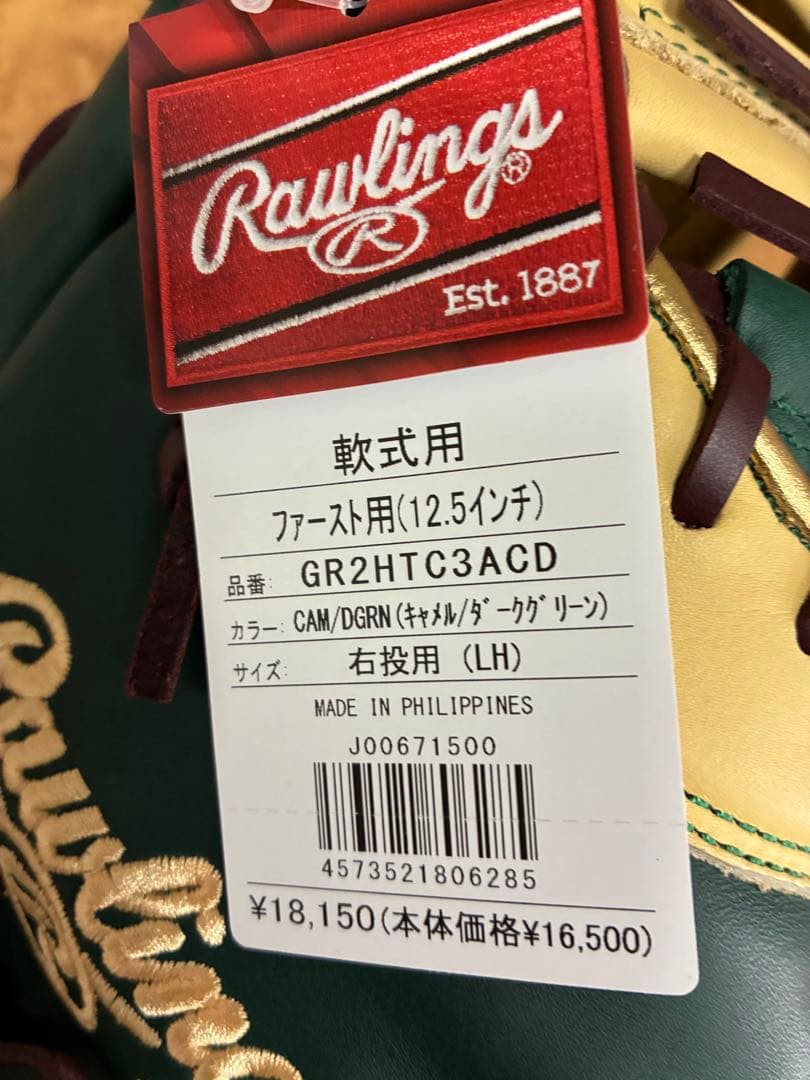 Rawlings®
R
Est. 1887
軟式用
ファースト用(12.5インチ)
品番: GR2HTC3ACD
カラー: CAM/DGRN(ｷｬﾒﾙ/ﾀﾞｰｸｸﾞﾘｰﾝ)
サイズ: 右投用 (LH)
MADE IN PHILIPPINES
J00671500
4573521806285
¥18,150(本体価格¥16,500)
Rawlings
R